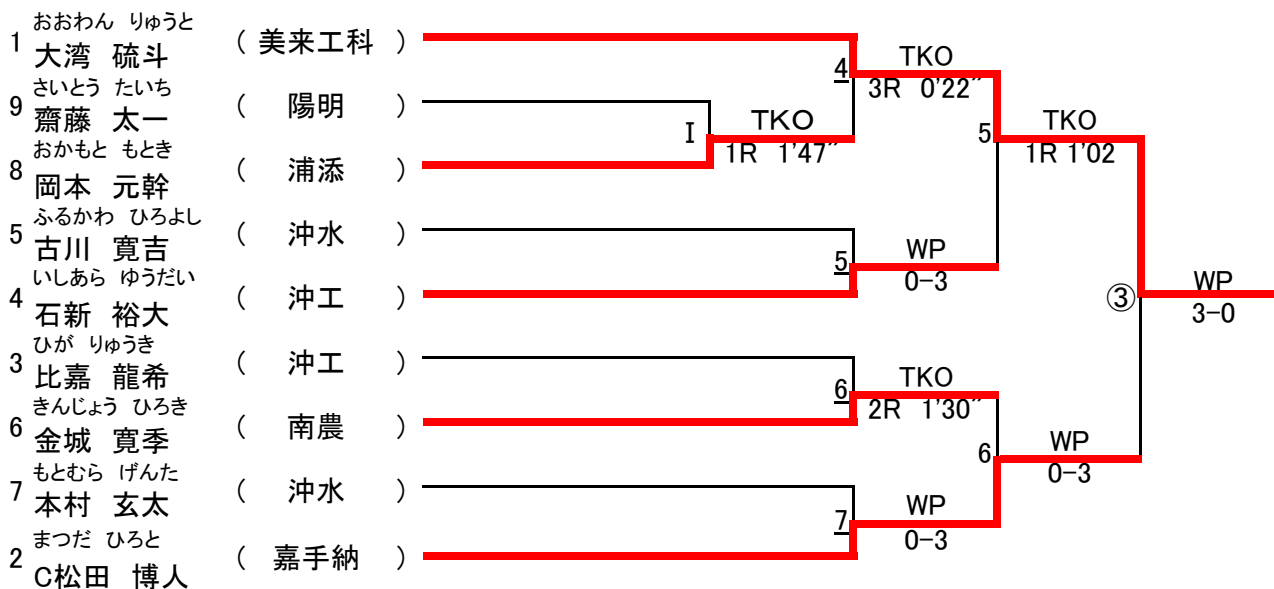 おおわん りゅうと
1 大湾 硫斗 ( 美来工科 )
さいとう たいち
9 齋藤 太一 ( 陽明 )
おかもと もとき
8 岡本 元幹 ( 浦添 )
ふるかわ ひろよし
5 古川 寛吉 ( 沖水 )
いしあら ゆうだい
4 石新 裕大 ( 沖工 )
ひが りゅうき
3 比嘉 龍希 ( 沖工 )
きんじょう ひろき
6 金城 寛季 ( 南農 )
もとむら げんた
7 本村 玄太 ( 沖水 )
まつだ ひろと
2 C松田 博人 ( 嘉手納 )
I
TKO
1R 1'47"
4
TKO
3R 0'22"
5
WP
0-3
6
TKO
2R 1'30"
7
WP
0-3
5
TKO
1R 1'02
6
WP
0-3
③
WP
3-0